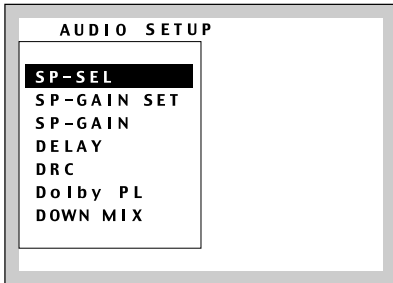 AUDIO SETUP
SP-SEL
SP-GAIN SET
SP-GAIN
DELAY
DRC
Dolby PL
DOWN MIX